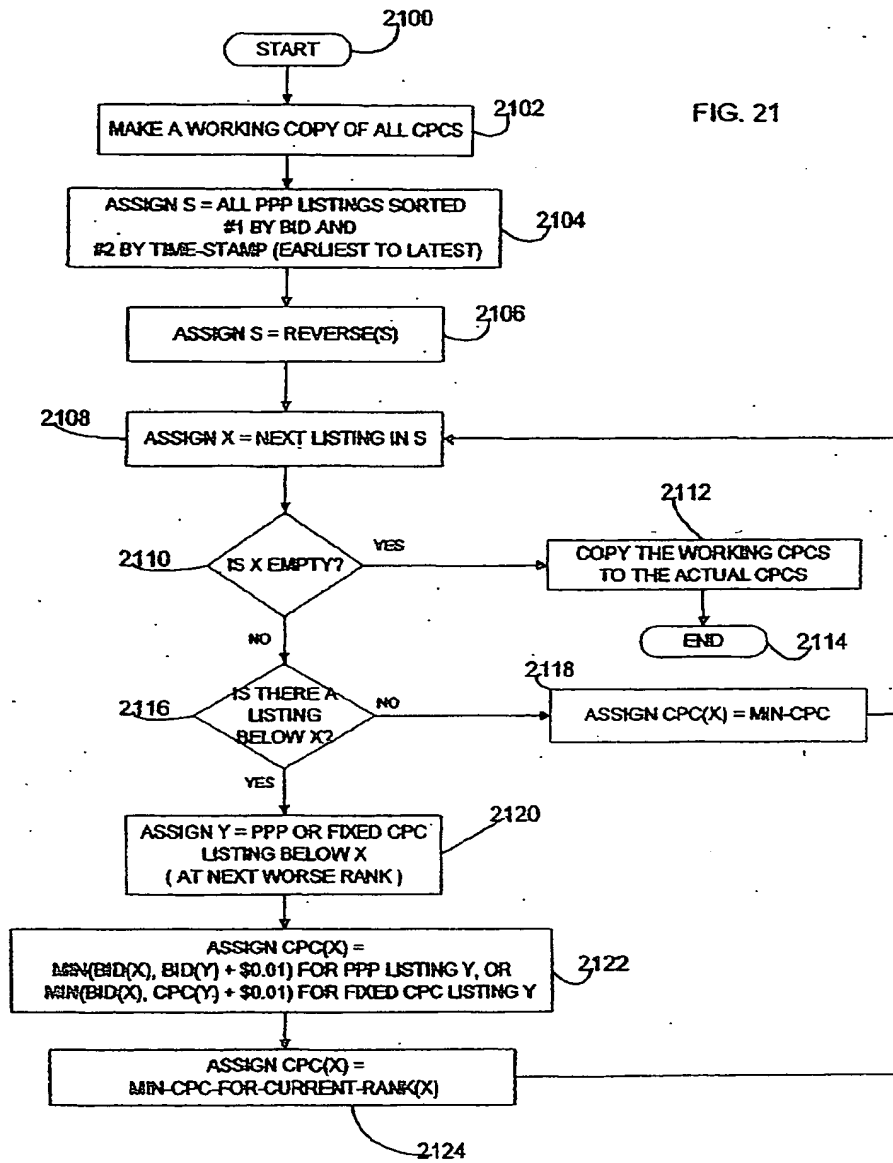 2100
START
FIG. 21
2102
MAKE A WORKING COPY OF ALL CPCS
ASSIGN S = ALL PPP LISTINGS SORTED
#1 BY BID AND
#2 BY TIME-STAMP (EARLIEST TO LATEST)
2104
ASSIGN S = REVERSE(S)
2106
2108
ASSIGN X = NEXT LISTING IN S
2110
IS X EMPTY?
YES
2112
COPY THE WORKING CPCS
TO THE ACTUAL CPCS
NO
END
2114
2116
IS THERE A
LISTING
BELOW X?
NO
2118
ASSIGN CPC(X) = MIN-CPC
YES
2120
ASSIGN Y = PPP OR FIXED CPC
LISTING BELOW X
( AT NEXT WORSE RANK )
ASSIGN CPC(X) =
MIN(BID(X), BID(Y) + $0.01) FOR PPP LISTING Y, OR
MIN(BID(X), CPC(Y) + $0.01) FOR FIXED CPC LISTING Y
2122
ASSIGN CPC(X) =
MIN-CPC-FOR-CURRENT-RANK(X)
2124